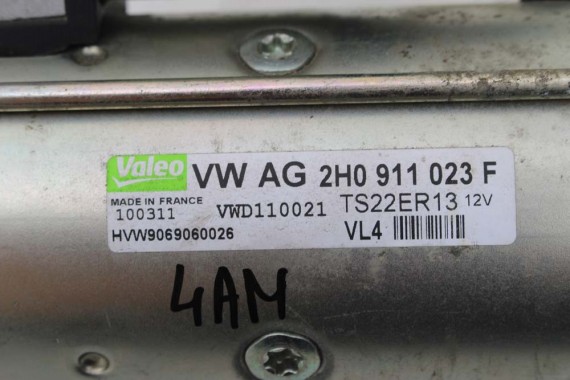 Valeo VW AG 2H0 911 023 F
MADE IN FRANCE
100311 VWD110021 TS22ER13 12V
HVW9069060026 VL4
4AM